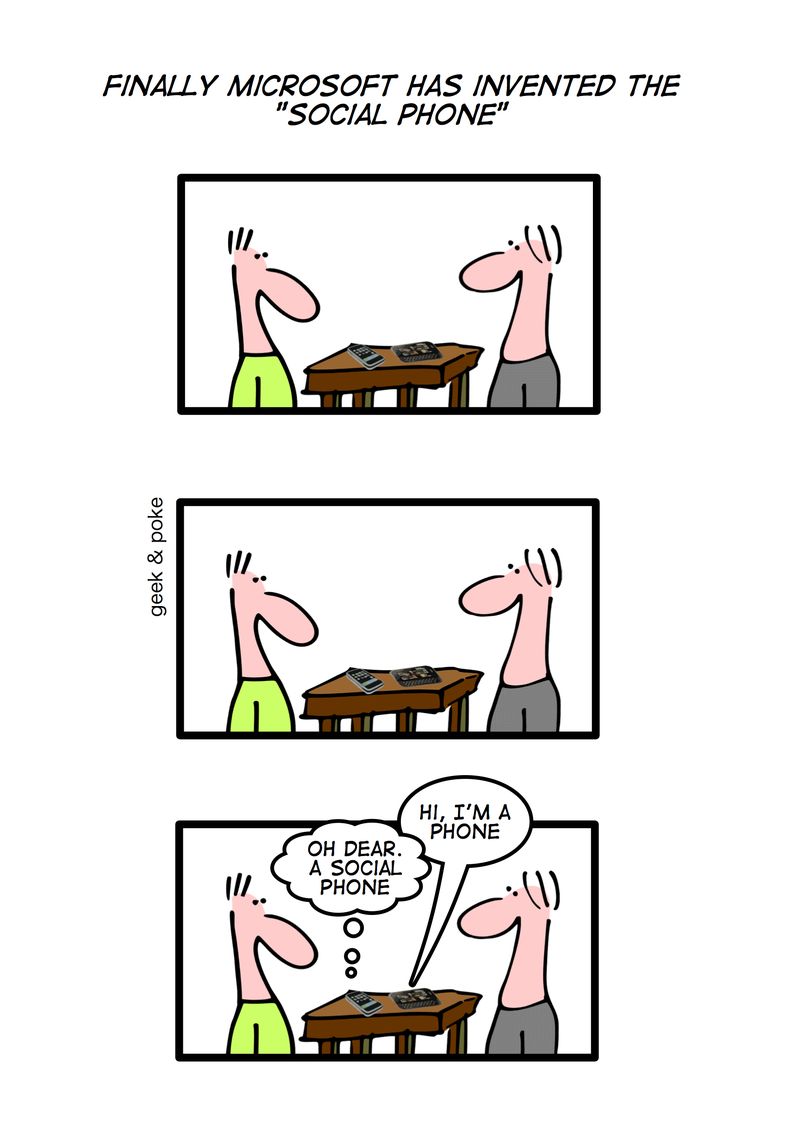 FINALLY MICROSOFT HAS INVENTED THE
"SOCIAL PHONE"
geek & poke
HI, I'M A
PHONE
OH DEAR.
A SOCIAL
PHONE